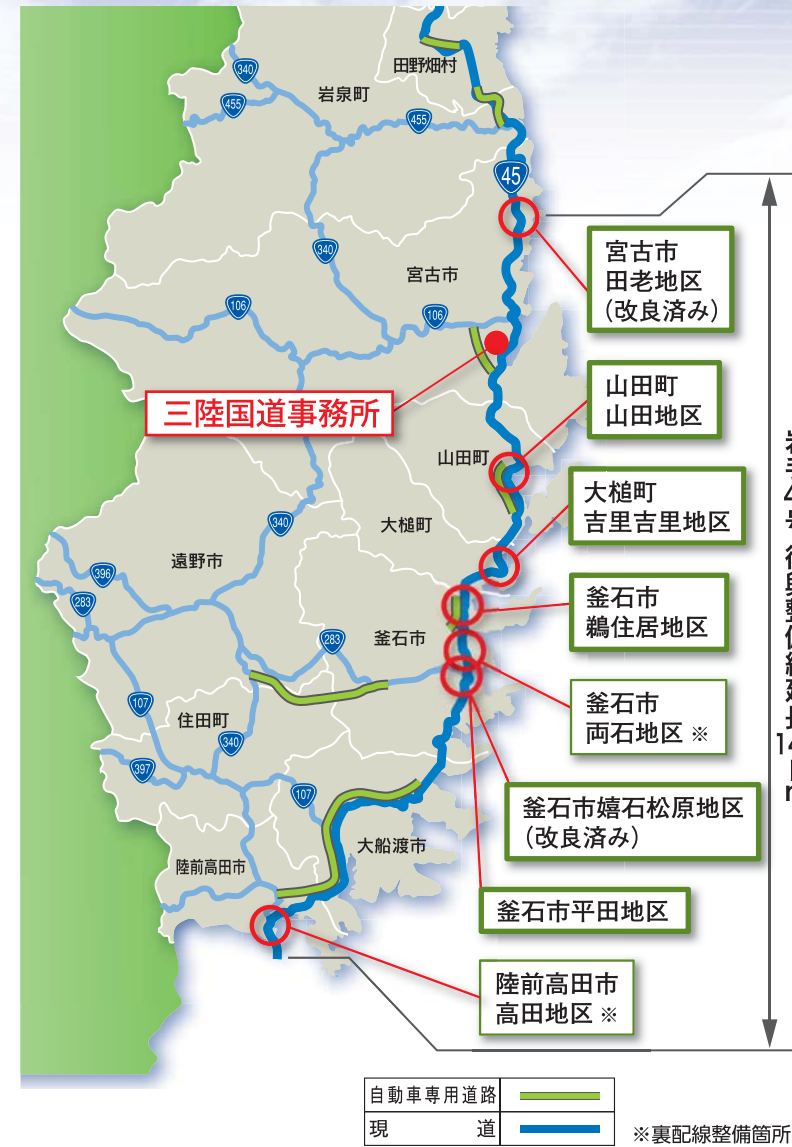 田野畑村
340
岩泉町
455
455
45
宮古市
田老地区
(改良済み)
340
宮古市
106
106
三陸国道事務所
山田町
山田地区
山田町
大槌町
吉里吉里地区
大槌町
340
遠野市
396
283
釜石市
鵜住居地区
釜石市
283
釜石市
両石地区 ※
107
住田町
340
397
107
釜石市嬉石松原地区
(改良済み)
大船渡市
陸前高田市
釜石市平田地区
陸前高田市
高田地区 ※
自動車専用道路
現道
※裏配線整備箇所